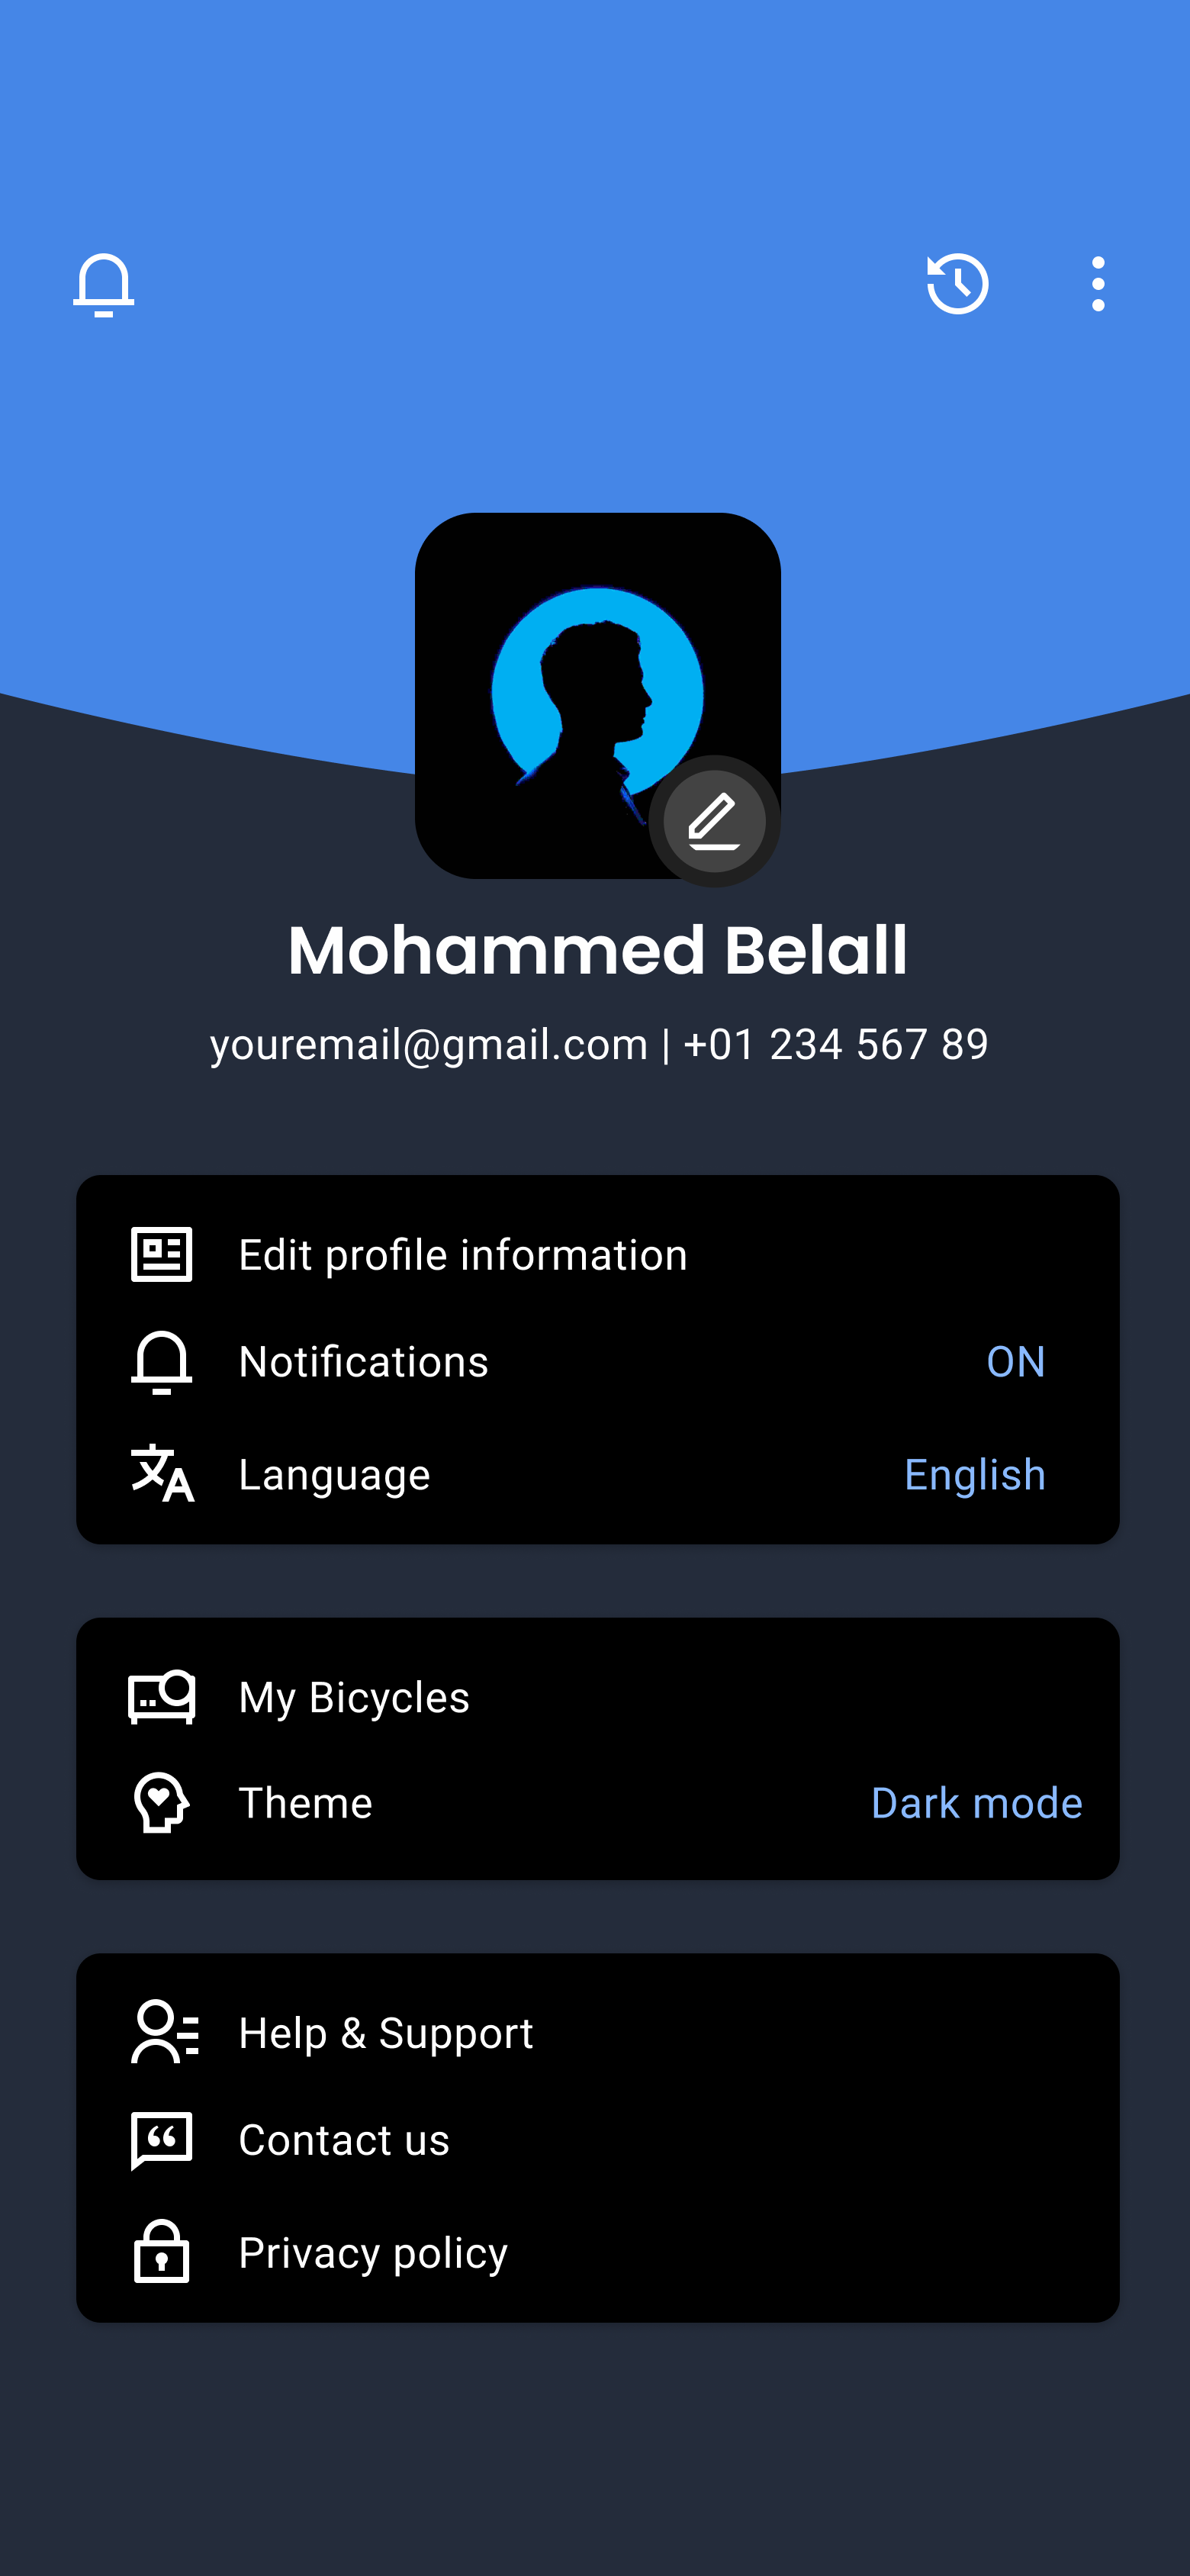 Mohammed Belall
youremail@gmail.com | +01 234 567 89
Edit profile information
Notifications ON
Language English
My Bicycles
Theme Dark mode
Help & Support
Contact us
Privacy policy